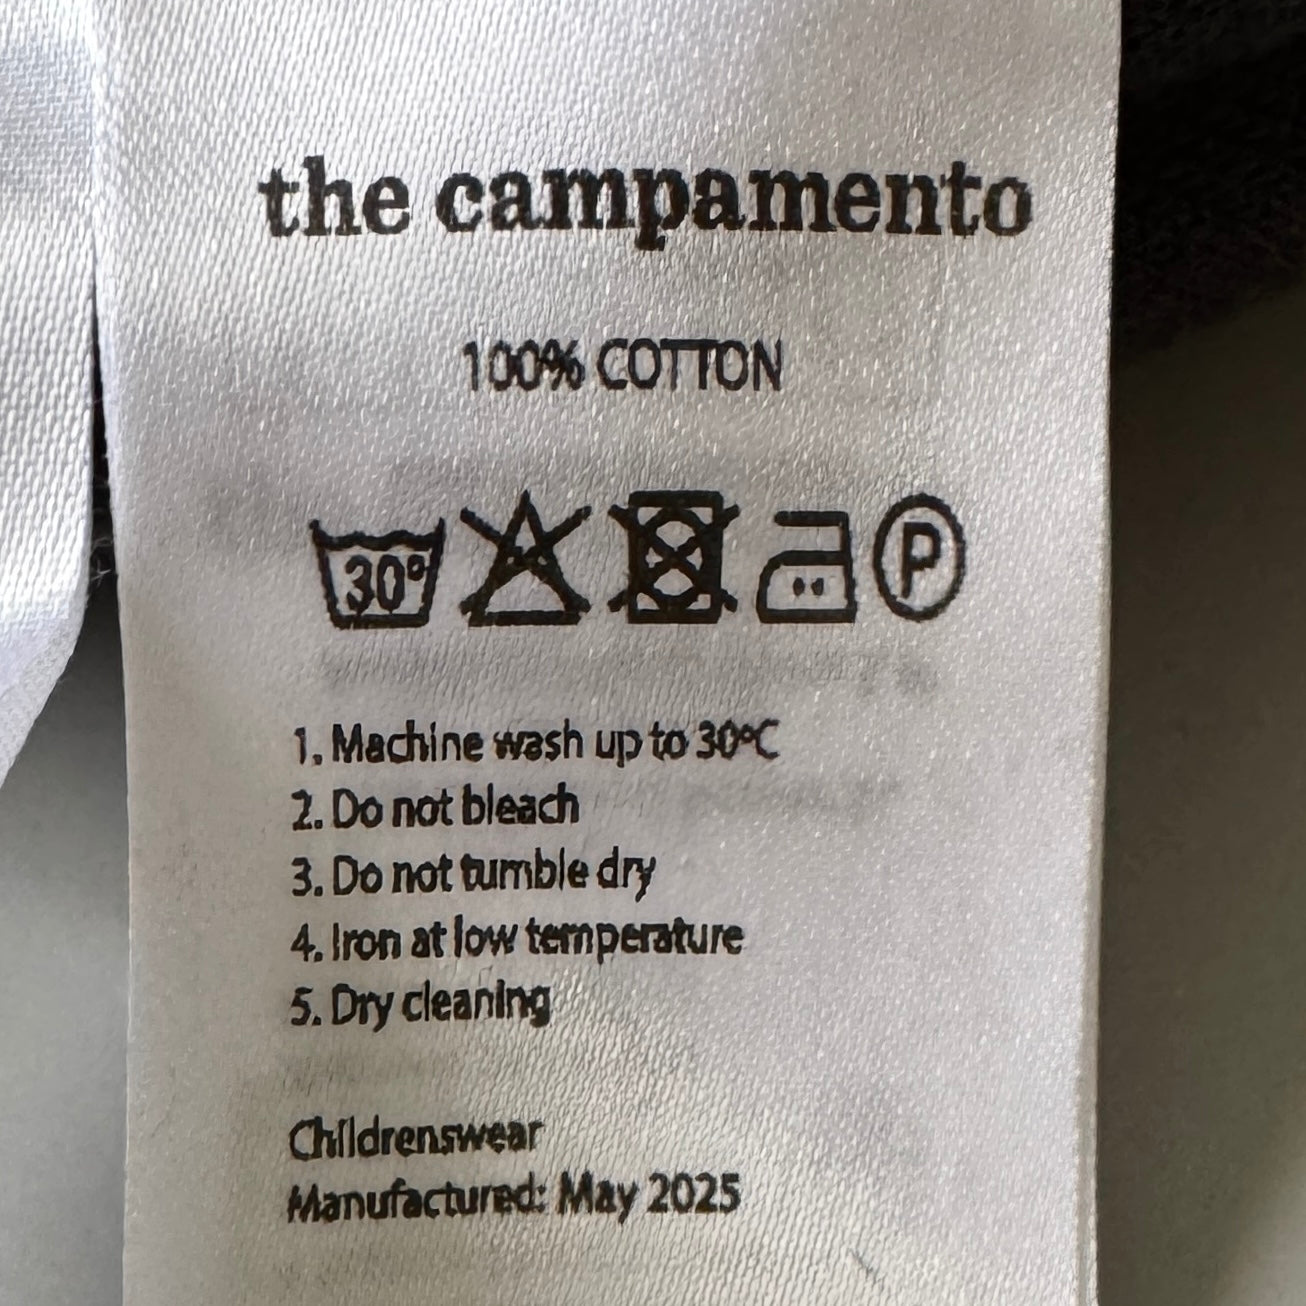 the campamento
100% COTTON
30°
P
1. Machine wash up to 30ºC
2. Do not bleach
3. Do not tumble dry
4. Iron at low temperature
5. Dry cleaning
Childrenswear
Manufactured: May 2025